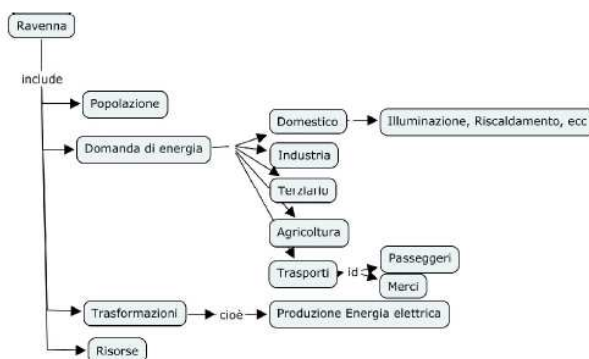 Ravenna
include
Popolazione
Domanda di energia
Domestico
Illuminazione, Riscaldamento, ecc
Industria
Terziario
Agricoltura
Trasporti
id
Passeggeri
Merci
Trasformazioni
cioè
Produzione Energia elettrica
Risorse